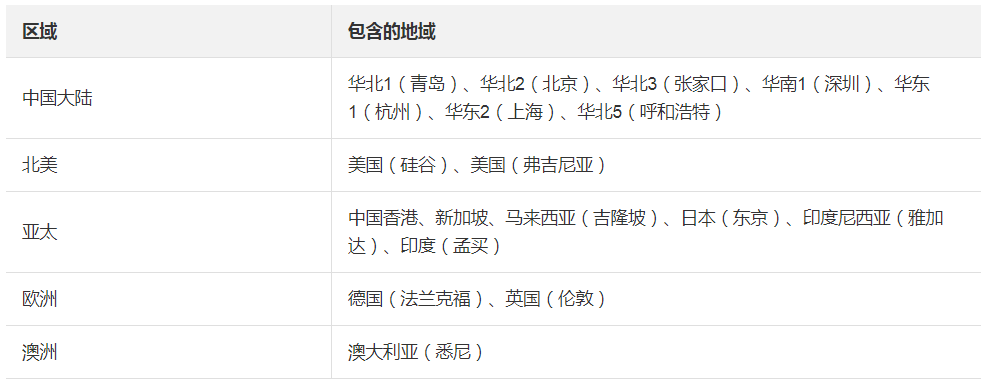 区域
包含的地域
中国大陆
华北1（青岛）、华北2（北京）、华北3（张家口）、华南1（深圳）、华东
1（杭州）、华东2（上海）、华北5（呼和浩特）
北美
美国（硅谷）、美国（弗吉尼亚）
亚太
中国香港、新加坡、马来西亚（吉隆坡）、日本（东京）、印度尼西亚（雅加
达）、印度（孟买）
欧洲
德国（法兰克福）、英国（伦敦）
澳洲
澳大利亚（悉尼）